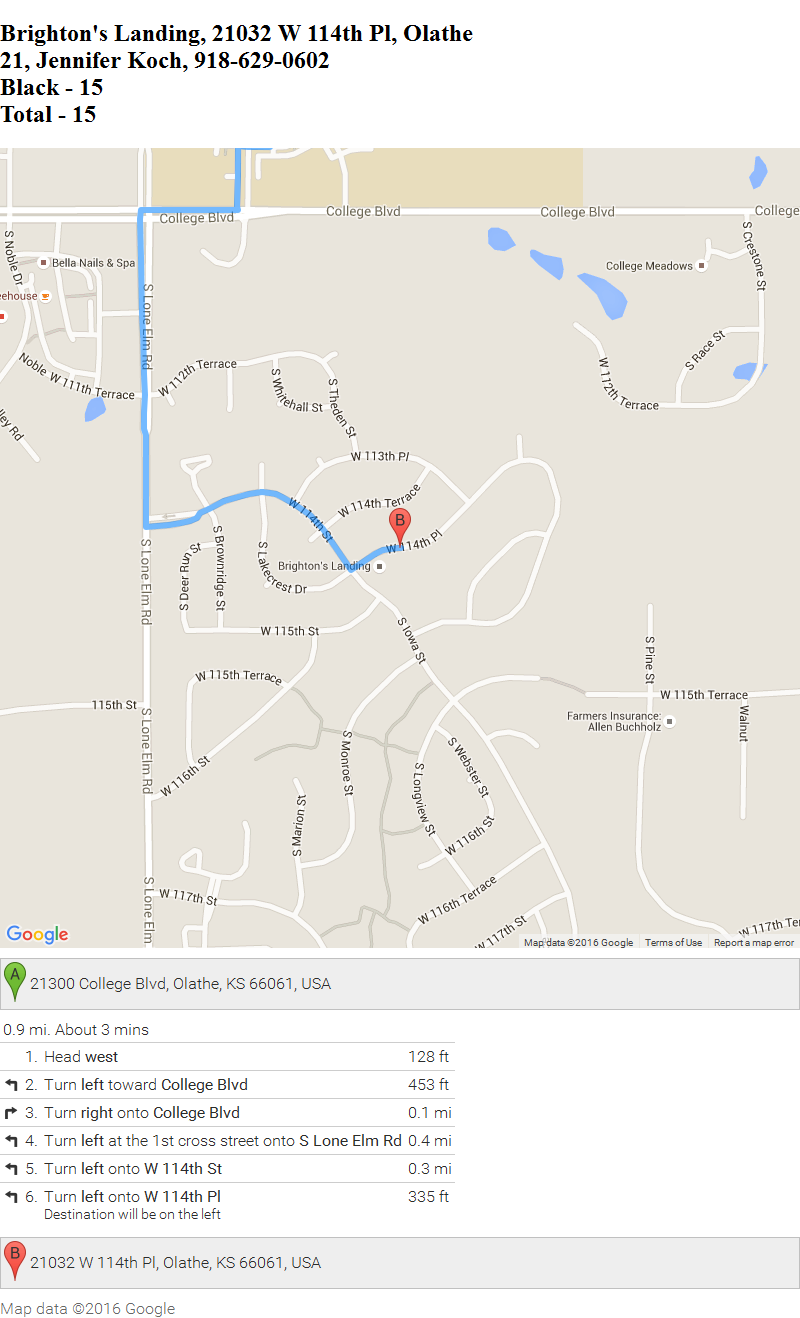 Brighton's Landing, 21032 W 114th Pl, Olathe
21, Jennifer Koch, 918-629-0602
Black - 15
Total - 15
College Blvd
College Blvd
College Blvd
College
S Noble Dr
Bella Nails & Spa
eehouse
S Lone Elm Rd
College Meadows
S Crestone St
S Race St
W 112th Terrace
Noble
W 111th Terrace
W 112th Terrace
S Whitehall St
S Theden St
lley Rd
W 113th Pl
W 114th Terrace
W 114th St
B
W 114th Pl
Brighton's Landing
S Lone Elm Rd
S Deer Run St
S Brownridge St
S Lakecrest Dr
W 115th St
S Iowa St
S Pine St
W 115th Terrace
W 115th Terrace
115th St
S Lone Elm Rd
Farmers Insurance:
Allen Buchholz
Walnut
W 116th St
S Monroe St
S Webster St
S Longview St
S Marion St
W 116th St
W 116th Terrace
W 117th St
S Lone Elm
W 117th St
W 117th Ter
Google
Map data ©2016 Google
Terms of Use
Report a map error
A 21300 College Blvd, Olathe, KS 66061, USA
0.9 mi. About 3 mins
1. Head west 128 ft
2. Turn left toward College Blvd 453 ft
3. Turn right onto College Blvd 0.1 mi
4. Turn left at the 1st cross street onto S Lone Elm Rd 0.4 mi
5. Turn left onto W 114th St 0.3 mi
6. Turn left onto W 114th Pl 335 ft
Destination will be on the left
B 21032 W 114th Pl, Olathe, KS 66061, USA
Map data ©2016 Google